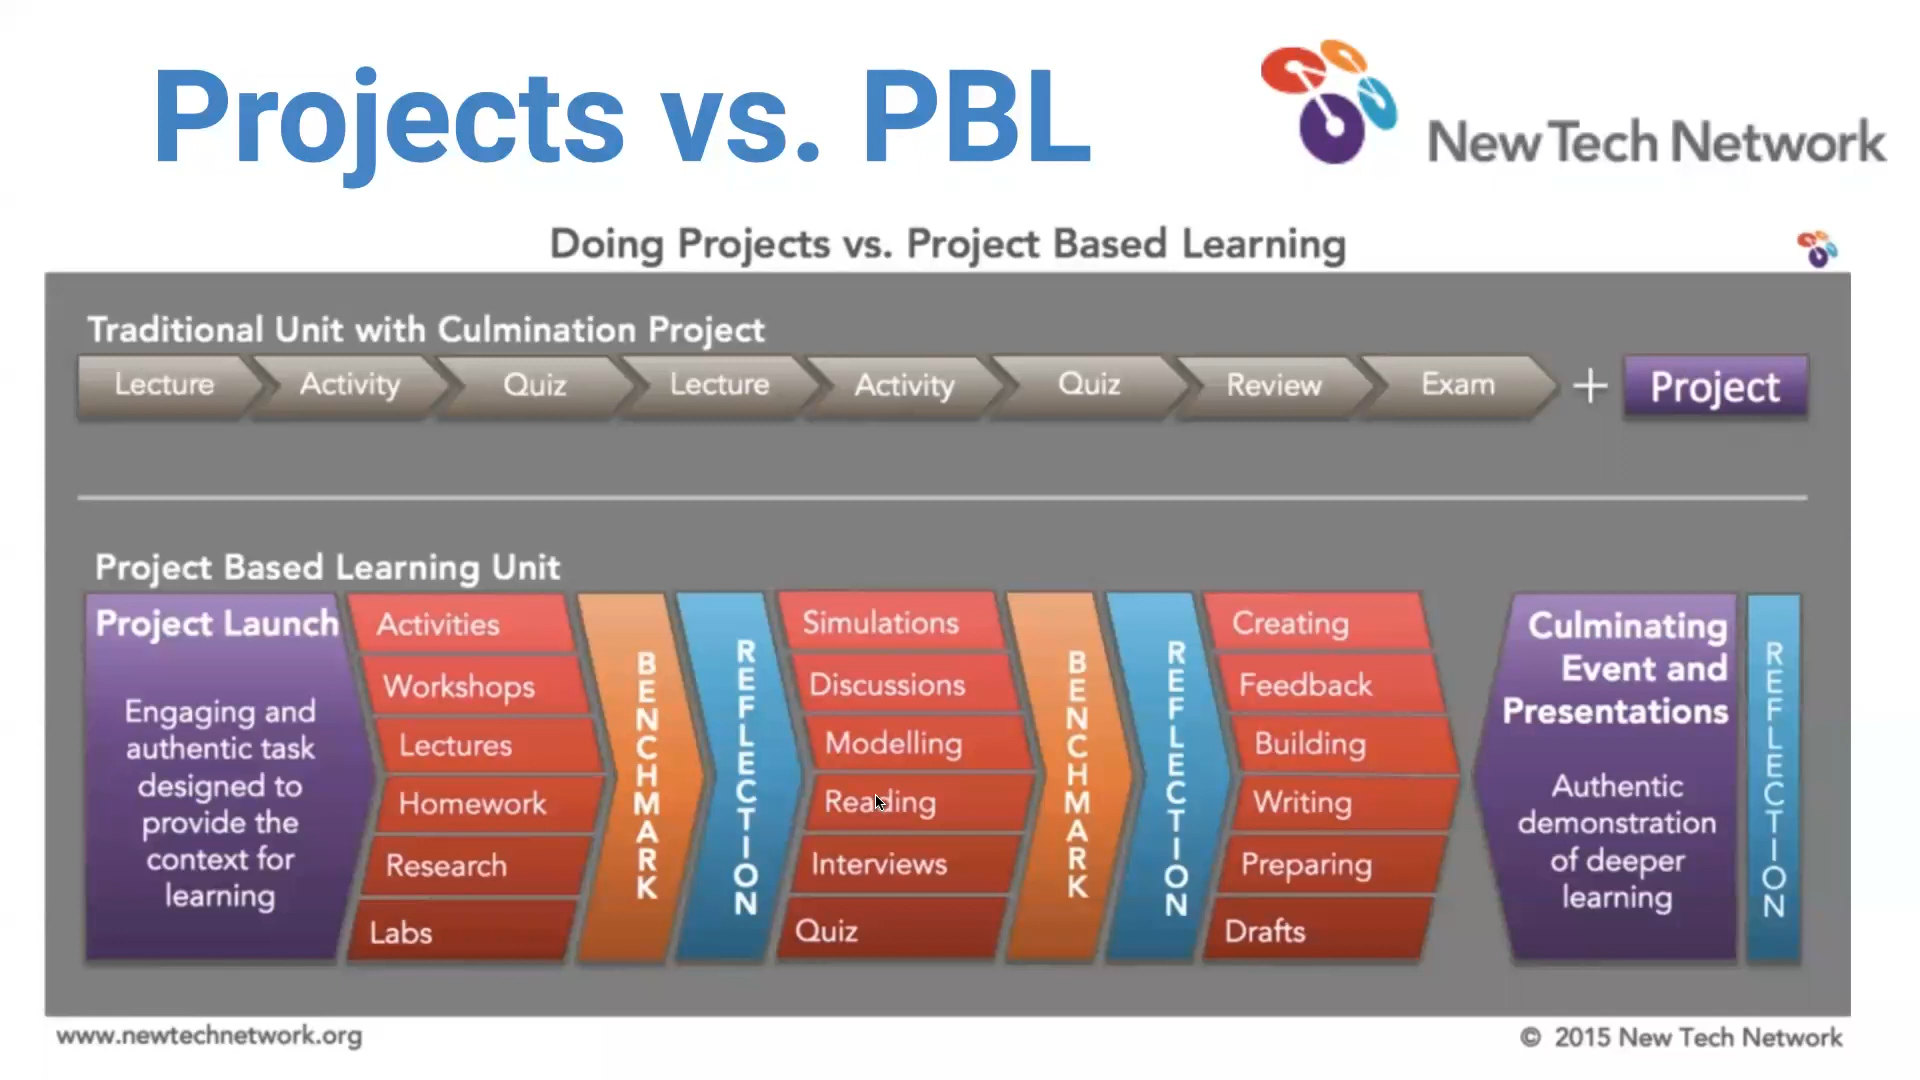 Projects vs. PBL
New Tech Network
Doing Projects vs. Project Based Learning
Traditional Unit with Culmination Project
Lecture
Activity
Quiz
Lecture
Activity
Quiz
Review
Exam
+
Project
Project Based Learning Unit
Project Launch
Engaging and
authentic task
designed to
provide the
context for
learning
Activities
Workshops
Lectures
Homework
Research
Labs
BENCHMARK
REFLECTION
Simulations
Discussions
Modelling
Reading
Interviews
Quiz
BENCHMARK
REFLECTION
Creating
Feedback
Building
Writing
Preparing
Drafts
Culminating
Event and
Presentations
Authentic
demonstration
of deeper
learning
REFLECTION
www.newtechnetwork.org
© 2015 New Tech Network